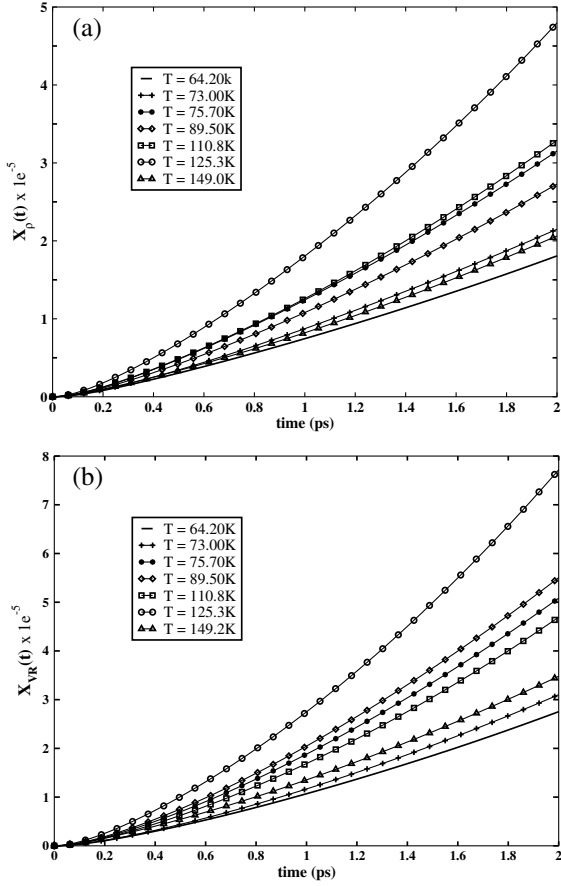 (a)
5
4
3
2
1
0
X_ρ(t) x 1e^-5
T = 64.20k
T = 73.00K
T = 75.70K
T = 89.50K
T = 110.8K
T = 125.3K
T = 149.0K
0 0.2 0.4 0.6 0.8 1 1.2 1.4 1.6 1.8 2
time (ps)
(b)
8
7
6
5
4
3
2
1
0
X_VR(t) x 1e^-5
T = 64.20K
T = 73.00K
T = 75.70K
T = 89.50K
T = 110.8K
T = 125.3K
T = 149.2K
0 0.2 0.4 0.6 0.8 1 1.2 1.4 1.6 1.8 2
time (ps)